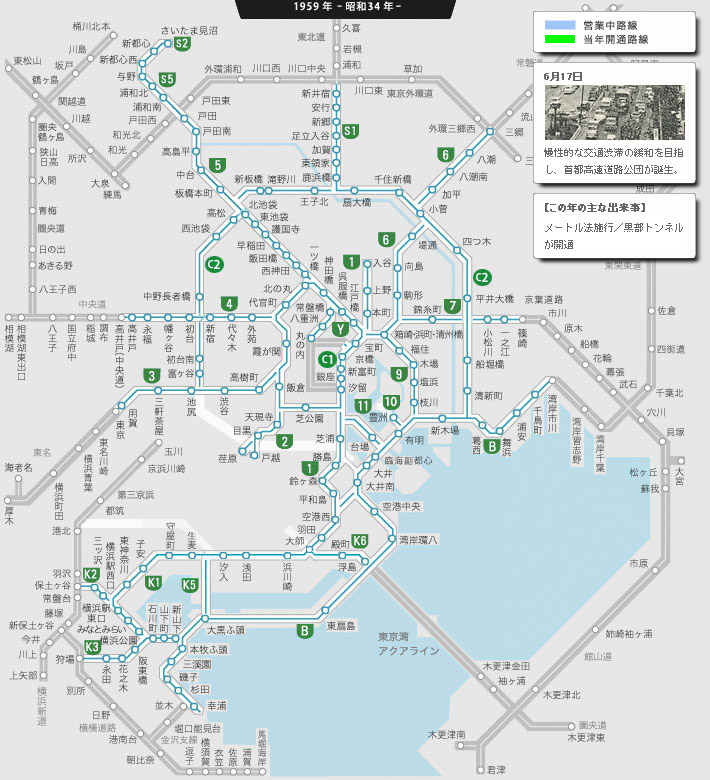 1959年 -昭和34年-
営業中路線
当年開通路線
6月17日
慢性的な交通渋滞の緩和を目指
し、首都高速道路公団が誕生。
【この年の主な出来事】
メートル法施行／黒部トンネル
が開通
桶川北本
さいたま見沼
新都心
S2
東北道
久喜
岩槻
浦和
川島
坂戸
東松山
鶴ヶ島
新都心西
与野
S5
浦和北
浦和南
外環浦和
川口西
川口中央
川口東
草加
東京外環道
常磐道
関越道
川越
所沢
大泉
練馬
戸田東
戸田西
和光北
和光
戸田
戸田南
高島平
中台
板橋本町
5
新井宿
安行
新郷
足立入谷
加賀
東領家
鹿浜橋
S1
外環三郷西
三郷
流山
八潮
八潮南
加平
小菅
6
圏央
鶴ヶ島
狭山
日高
入間
青梅
圏央道
日の出
あきる野
八王子西
新板橋
滝野川
王子北
扇大橋
千住新橋
高松
西池袋
北池袋
東池袋
護国寺
早稲田
飯田橋
西神田
一ツ橋
神田橋
呉服橋
江戸橋
1
入谷
上野
本町
6
堤通
向島
駒形
四つ木
C2
平井大橋
京葉道路
成田
東関東道
C2
中野長者橋
4
代官町
北の丸
常盤橋
八重洲
丸の内
Y
錦糸町
7
箱崎・浜町・清洲橋
小松川
一之江
篠崎
市川
原木
船橋
花輪
幕張
武石
佐倉
四街道
千葉北
穴川
貝塚
大宮
松ヶ丘
蘇我
中央道
相模湖
相模湖東出口
八王子
国立府中
稲城
調布
高井戸(中央道)
高井戸
永福
幡ヶ谷
初台
新宿
代々木
外苑
霞が関
初台南
富ヶ谷
高樹町
C1
銀座
宝町
京橋
新富町
汐留
福住
木場
塩浜
枝川
9
船堀橋
清新町
3
東京
用賀
三軒茶屋
池尻
渋谷
飯倉
天現寺
芝公園
目黒
荏原
戸越
2
芝浦
勝島
1
11
10
豊洲
台場
有明
新木場
葛西
B
舞浜
浦安
千鳥町
湾岸市川
湾岸習志野
湾岸千葉
臨海副都心
大井
大井南
東名
海老名
厚木
横浜町田
横浜青葉
東名川崎
玉川
京浜川崎
第三京浜
都筑
港北
鈴ヶ森
平和島
空港西
羽田
大師
空港中央
湾岸環八
K6
殿町
浮島
浜川崎
浅田
汐入
生麦
守屋町
子安
東神奈川
横浜駅西口
三ッ沢
K2
K1
K5
羽沢
保土ヶ谷
常盤台
藤塚
新保土ヶ谷
今井
川上
上矢部
狩場
横浜新道
横浜駅
東口
みなとみらい
横浜公園
石川町
山下町
新山下
K3
永田
花之木
阪東橋
大黒ふ頭
B
東扇島
本牧ふ頭
三溪園
磯子
杉田
幸浦
並木
堀口能見台
金沢支線
別所
日野
横横道路
港南台
朝比奈
逗子
横須賀
衣笠
佐原
浦賀
馬堀海岸
東京湾
アクアライン
市原
姉崎袖ヶ浦
館山道
木更津金田
袖ヶ浦
木更津北
圏央道
木更津東
木更津南
君津